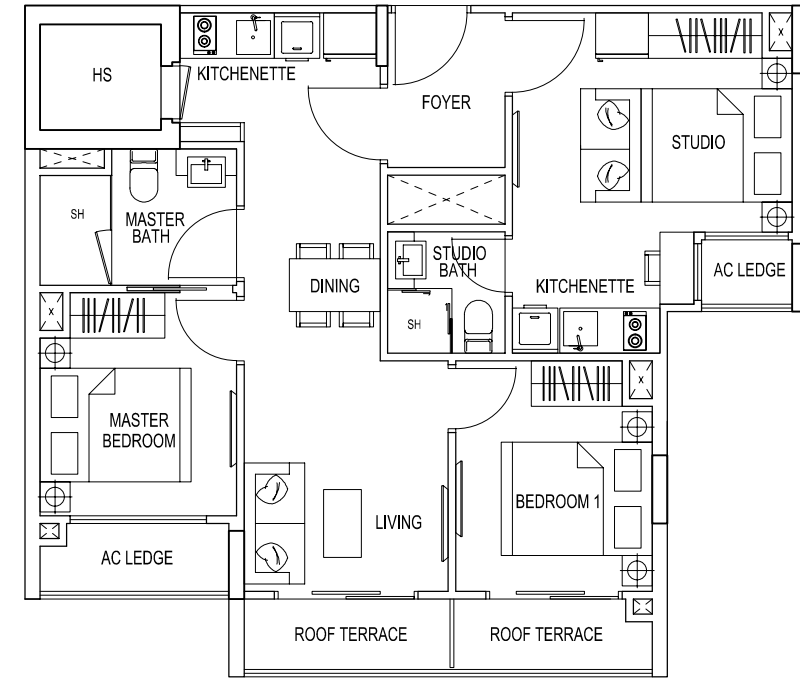 HS
KITCHENETTE
FOYER
STUDIO
SH
MASTER
BATH
STUDIO
BATH
DINING
KITCHENETTE
AC LEDGE
SH
MASTER
BEDROOM
BEDROOM 1
LIVING
AC LEDGE
ROOF TERRACE
ROOF TERRACE